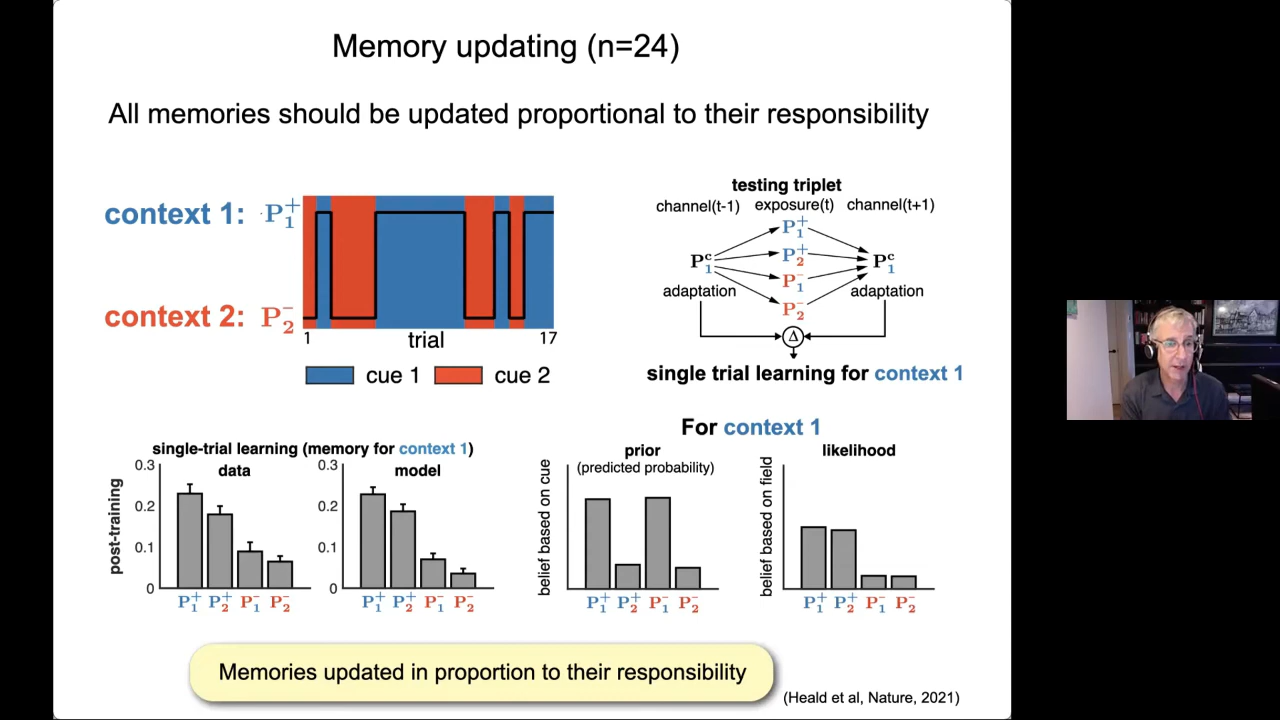 Memory updating (n=24)
All memories should be updated proportional to their responsibility
context 1: P₁⁺
context 2: P₂⁻
1 trial 17
cue 1 cue 2
testing triplet
channel(t-1) exposure(t) channel(t+1)
P₁⁺
P₂⁺
P₁ᶜ P₁ᶜ
P₁⁻
adaptation adaptation
P₂⁻
Δ
single trial learning for context 1
single-trial learning (memory for context 1)
data model
post-training
0.3 0.3
0.2 0.2
0.1 0.1
0 0
P₁⁺ P₂⁺ P₁⁻ P₂⁻ P₁⁺ P₂⁺ P₁⁻ P₂⁻
For context 1
prior likelihood
(predicted probability)
belief based on cue
belief based on field
P₁⁺ P₂⁺ P₁⁻ P₂⁻ P₁⁺ P₂⁺ P₁⁻ P₂⁻
Memories updated in proportion to their responsibility
(Heald et al, Nature, 2021)